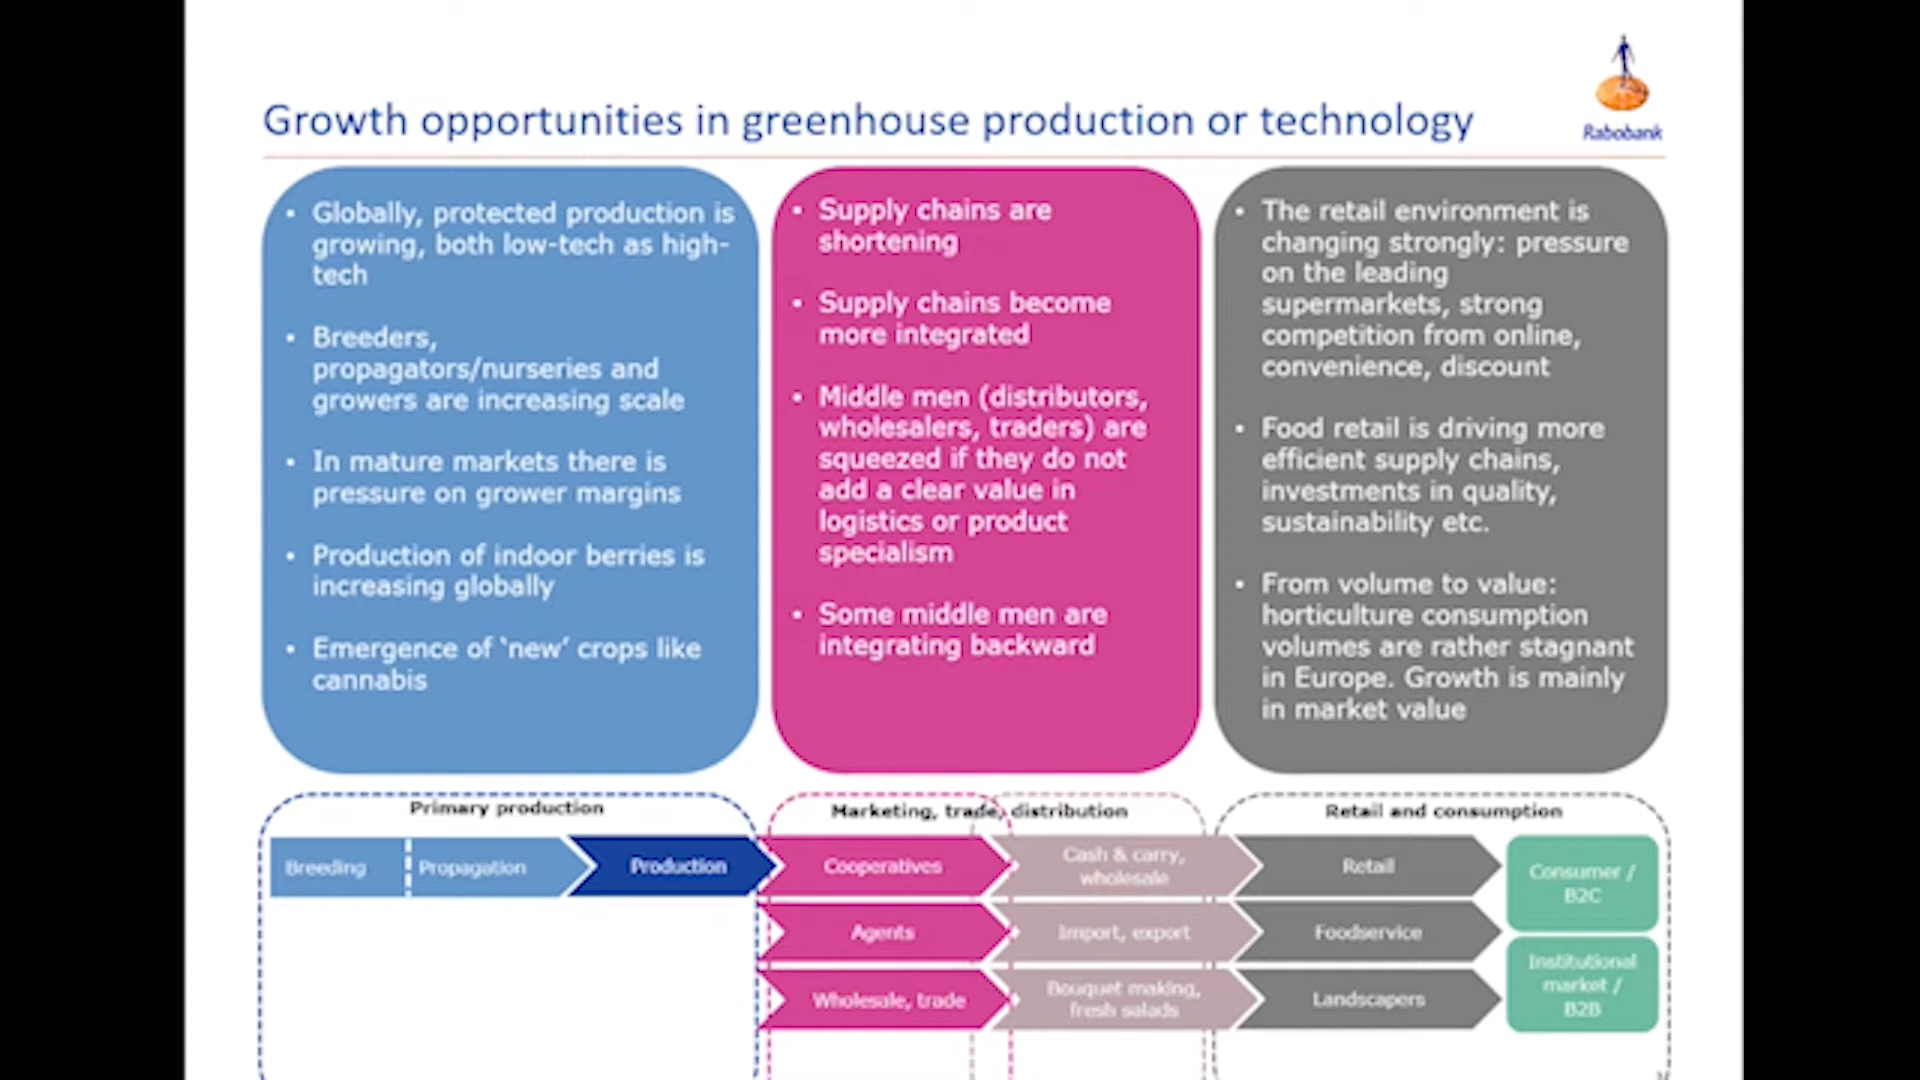 Growth opportunities in greenhouse production or technology
Rabobank
• Globally, protected production is
growing, both low-tech as high-
tech
• Breeders,
propagators/nurseries and
growers are increasing scale
• In mature markets there is
pressure on grower margins
• Production of indoor berries is
increasing globally
• Emergence of ‘new’ crops like
cannabis
• Supply chains are
shortening
• Supply chains become
more integrated
• Middle men (distributors,
wholesalers, traders) are
squeezed if they do not
add a clear value in
logistics or product
specialism
• Some middle men are
integrating backward
• The retail environment is
changing strongly: pressure
on the leading
supermarkets, strong
competition from online,
convenience, discount
• Food retail is driving more
efficient supply chains,
investments in quality,
sustainability etc.
• From volume to value:
horticulture consumption
volumes are rather stagnant
in Europe. Growth is mainly
in market value
Primary production
Breeding
Propagation
Production
Marketing, trade, distribution
Cooperatives
Cash & carry,
wholesale
Agents
Import, export
Wholesale, trade
Bouquet making,
fresh salads
Retail and consumption
Retail
Foodservice
Landscapers
Consumer /
B2C
Institutional
market /
B2B